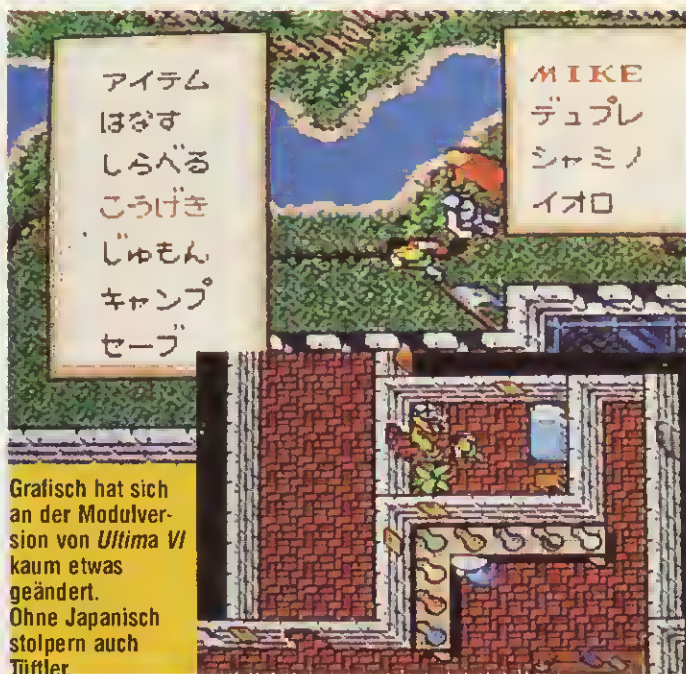 アイテム
はなす
しらべる
こうげき
じゅもん
キャンプ
セーブ
MIKE
デュプレ
シャミノ
イオロ
Grafisch hat sich
an der Modulver-
sion von Ultima VI
kaum etwas
geändert.
Ohne Japanisch
stolpern auch
Tüftler